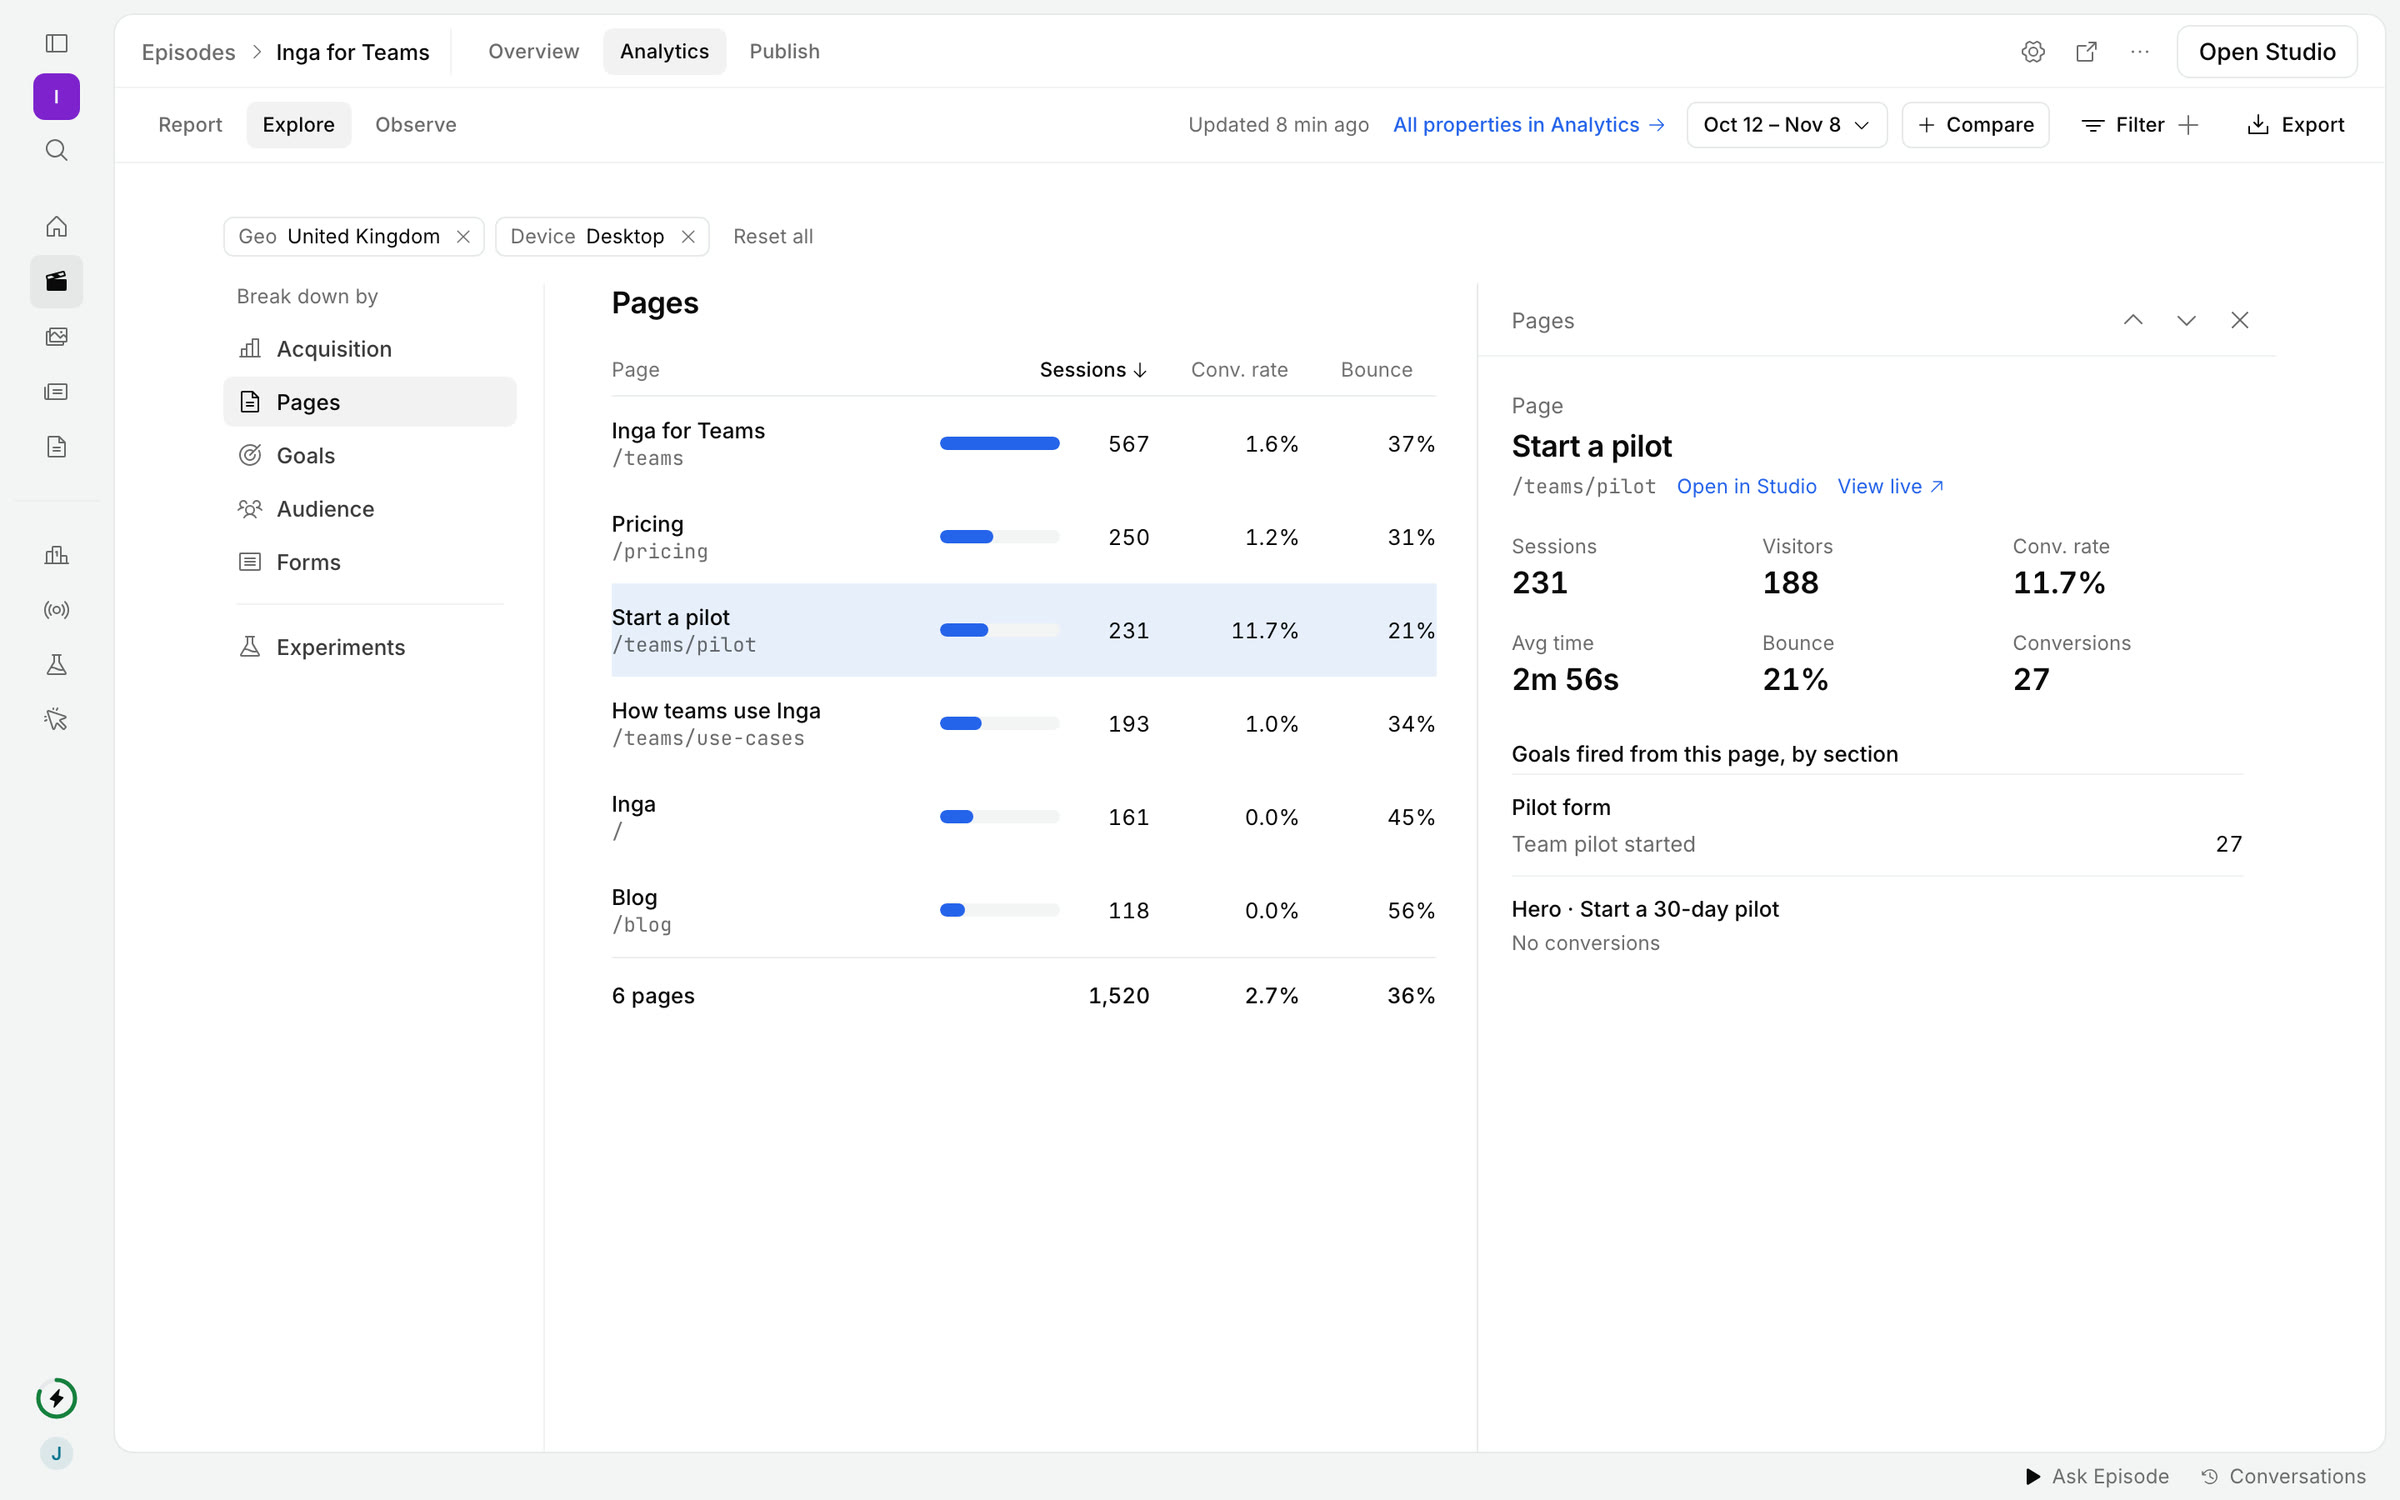 I
Episodes > Inga for Teams
Overview
Analytics
Publish
Open Studio
Report
Explore
Observe
Updated 8 min ago
All properties in Analytics →
Oct 12 – Nov 8
+ Compare
Filter +
Export
Geo United Kingdom ×
Device Desktop ×
Reset all
Break down by
Acquisition
Pages
Goals
Audience
Forms
Experiments
Pages
Page Sessions ↓ Conv. rate Bounce
Inga for Teams
/teams
567 1.6% 37%
Pricing
/pricing
250 1.2% 31%
Start a pilot
/teams/pilot
231 11.7% 21%
How teams use Inga
/teams/use-cases
193 1.0% 34%
Inga
/
161 0.0% 45%
Blog
/blog
118 0.0% 56%
6 pages 1,520 2.7% 36%
Pages
Page
Start a pilot
/teams/pilot Open in Studio View live ↗
Sessions Visitors Conv. rate
231 188 11.7%
Avg time Bounce Conversions
2m 56s 21% 27
Goals fired from this page, by section
Pilot form
Team pilot started 27
Hero · Start a 30-day pilot
No conversions
J
Ask Episode
Conversations